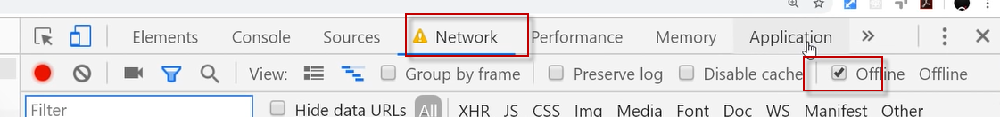 Elements Console Sources Network Performance Memory Application
View: Group by frame Preserve log Disable cache Offline Offline
Filter Hide data URLs All XHR JS CSS Img Media Font Doc WS Manifest Other